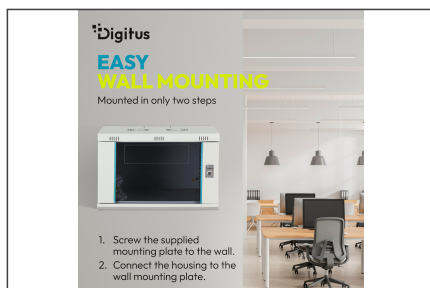 Digitus
EASY
WALL MOUNTING
Mounted in only two steps
1. Screw the supplied
mounting plate to the wall.
2. Connect the housing to the
wall mounting plate.